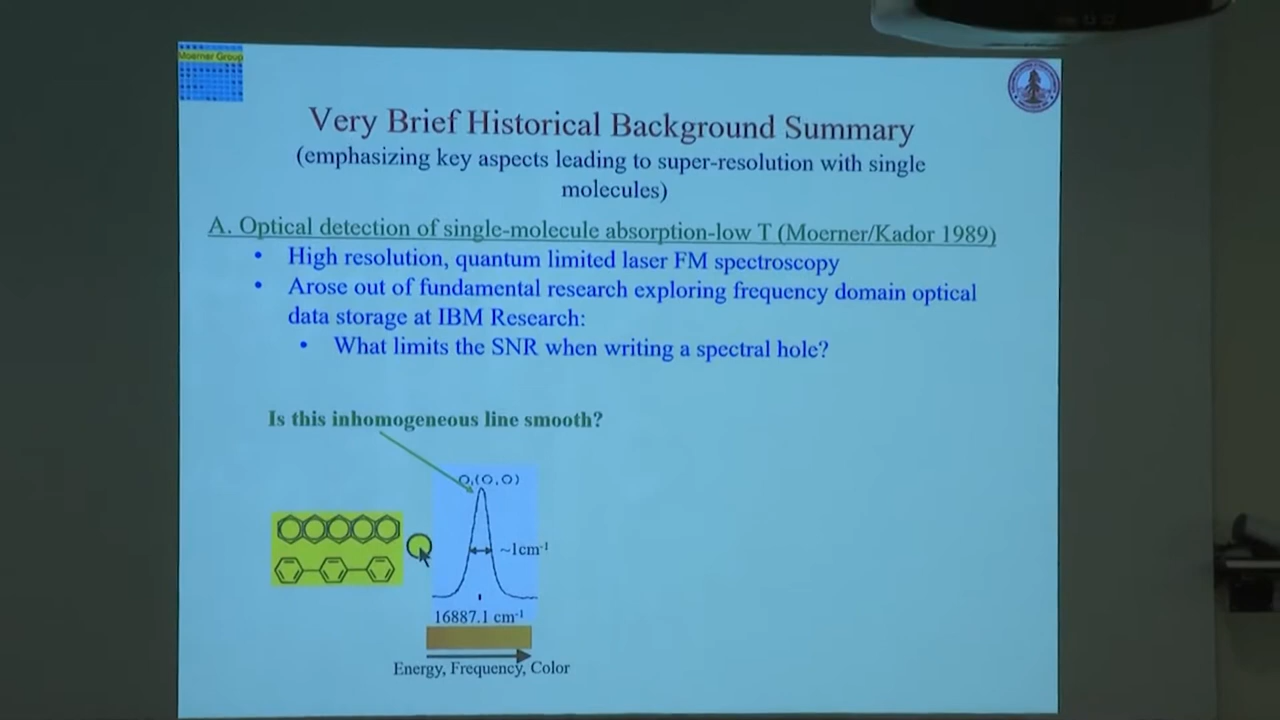 Moerner Group
Very Brief Historical Background Summary
(emphasizing key aspects leading to super-resolution with single
molecules)
A. Optical detection of single-molecule absorption-low T (Moerner/Kador 1989)
• High resolution, quantum limited laser FM spectroscopy
• Arose out of fundamental research exploring frequency domain optical
data storage at IBM Research:
• What limits the SNR when writing a spectral hole?
Is this inhomogeneous line smooth?
O₁(0,0)
~1cm⁻¹
16887.1 cm⁻¹
Energy, Frequency, Color